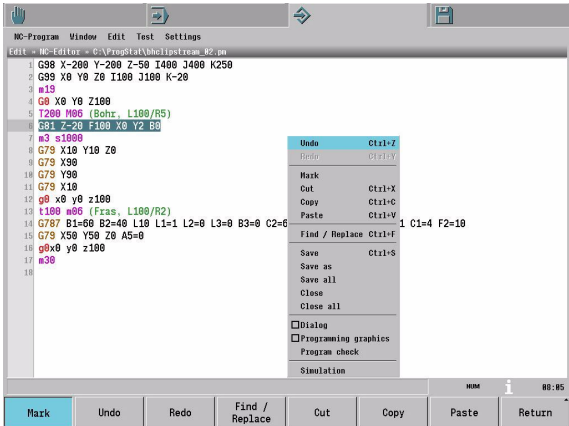 NC-Program Window Edit Test Settings
Edit » NC-Editor » C:\ProgStat\bhclipstream_02.pm
1 G98 X-200 Y-200 Z-50 I400 J400 K250
2 G99 X0 Y0 Z0 I100 J100 K-20
3 m19
4 G0 X0 Y0 Z100
5 T200 M06 (Bohr, L100/R5)
6 G81 Z-20 F100 X0 Y2 B0
7 m3 s1000
8 G79 X10 Y10 Z0
9 G79 X90
10 G79 Y90
11 G79 X10
12 g0 x0 y0 z100
13 t100 m06 (Fras, L100/R2)
14 G787 B1=60 B2=40 L10 L1=1 L2=0 L3=0 B3=0 C2=6 1 C1=4 F2=10
15 G79 X50 Y50 Z0 A5=0
16 g0x0 y0 z100
17 m30
18
Undo Ctrl+Z
Redo Ctrl+Y
Mark
Cut Ctrl+X
Copy Ctrl+C
Paste Ctrl+V
Find / Replace Ctrl+F
Save Ctrl+S
Save as
Save all
Close
Close all
Dialog
Programming graphics
Program check
Simulation
NUM 08:05
Mark Undo Redo Find / Replace Cut Copy Paste Return